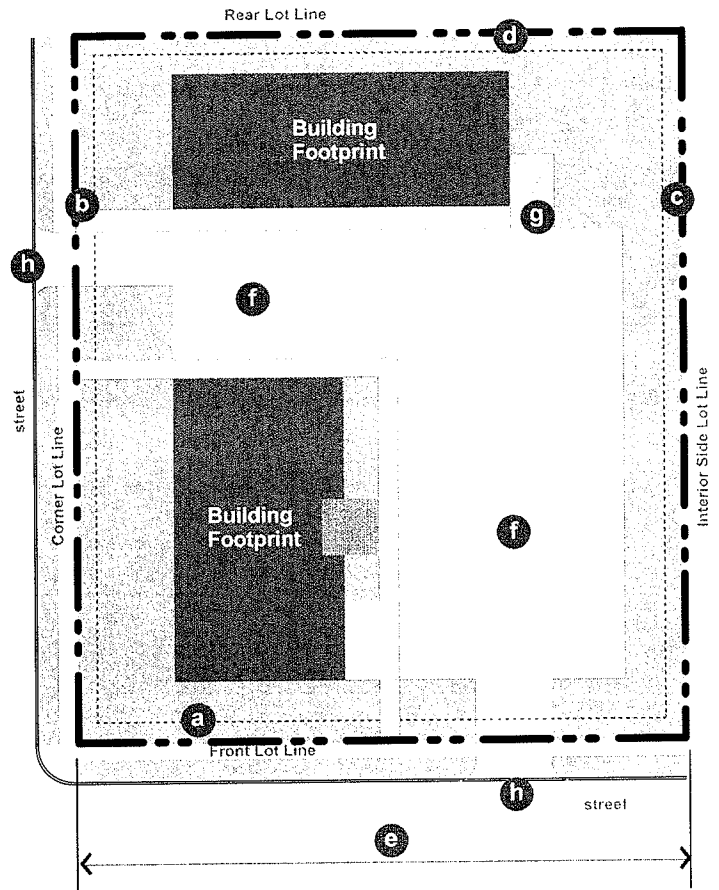 Rear Lot Line
d
Building
Footprint
b
c
g
h
f
street
Corner Lot Line
Interior Side Lot Line
Building
Footprint
f
a
Front Lot Line
h
street
e